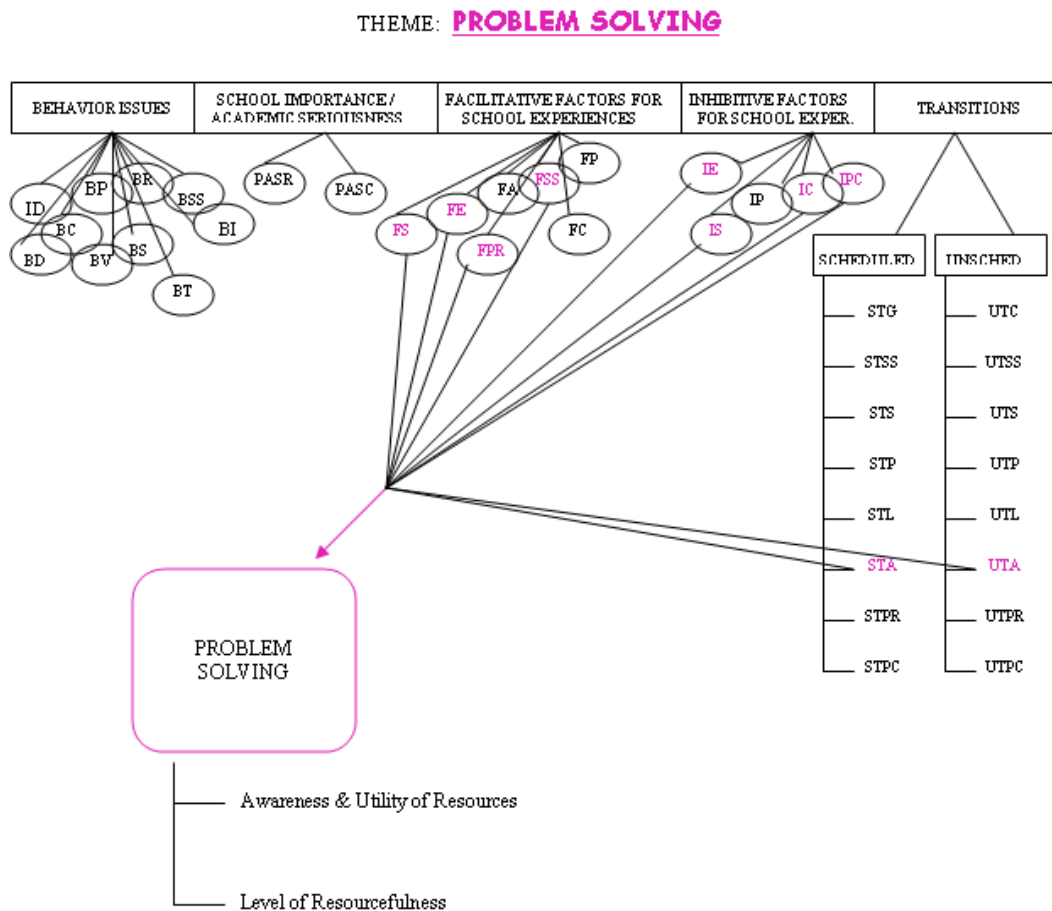 THEME: PROBLEM SOLVING
BEHAVIOR ISSUES
SCHOOL IMPORTANCE /
ACADEMIC SERIOUSNESS
FACILITATIVE FACTORS FOR
SCHOOL EXPERIENCES
INHIBITIVE FACTORS
FOR SCHOOL EXPER.
TRANSITIONS
ID
BP
BR
BSS
BI
BC
BD
BV
BS
BT
PASR
PASC
FS
FE
FA
FSS
FP
FPR
FC
IE
IP
IC
IPC
IS
SCHEDULED
UNSCHED
STG
UTC
STSS
UTSS
STS
UTS
STP
UTP
STL
UTL
STA
UTA
STPR
UTPR
STPC
UTPC
PROBLEM
SOLVING
Awareness & Utility of Resources
Level of Resourcefulness